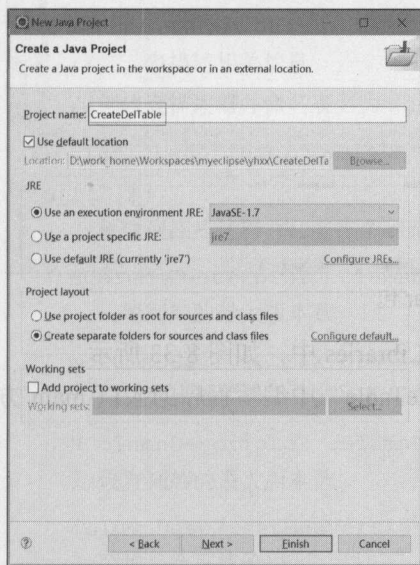 New Java Project
Create a Java Project
Create a Java project in the workspace or in an external location.
Project name: CreateDelTable
Use default location
Location: D:\work_home\Workspaces\myeclipse\yhxx\CreateDelTa Browse...
JRE
Use an execution environment JRE: JavaSE-1.7
Use a project specific JRE: jre7
Use default JRE (currently 'jre7') Configure JREs...
Project layout
Use project folder as root for sources and class files
Create separate folders for sources and class files Configure default...
Working sets
Add project to working sets
Working sets: Select...
< Back Next > Finish Cancel